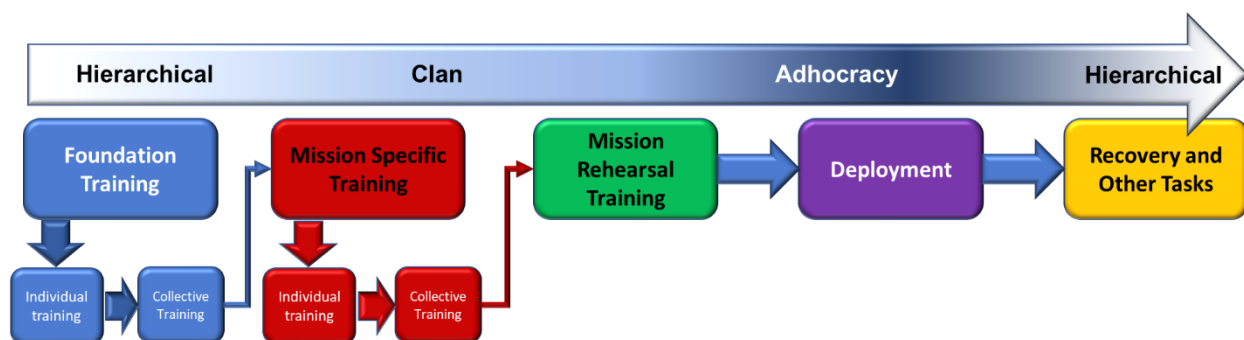 Hierarchical Clan Adhocracy Hierarchical
Foundation
Training
Mission Specific
Training
Mission
Rehearsal
Training
Deployment
Recovery and
Other Tasks
Individual
training
Collective
Training
Individual
training
Collective
Training